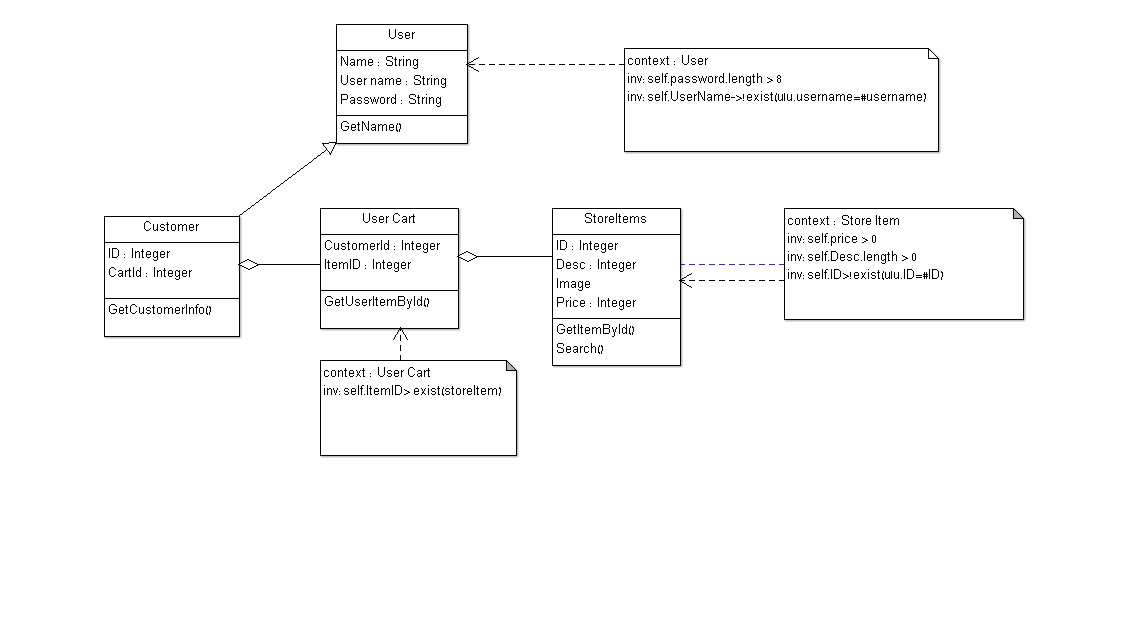 User
Name : String
User name : String
Password : String
GetName()
context : User
inv: self.password.length > 8
inv: self.UserName->!exist(u|u.username=#username)
Customer
ID : Integer
CartId : Integer
GetCustomerInfo()
User Cart
CustomerId : Integer
ItemID : Integer
GetUserItemById()
StoreItems
ID : Integer
Desc : Integer
Image
Price : Integer
GetItemById()
Search()
context : Store Item
inv: self.price > 0
inv: self.Desc.length > 0
inv: self.ID>!exist(u|u.ID=#ID)
context : User Cart
inv: self.ItemID> exist(storeItem)